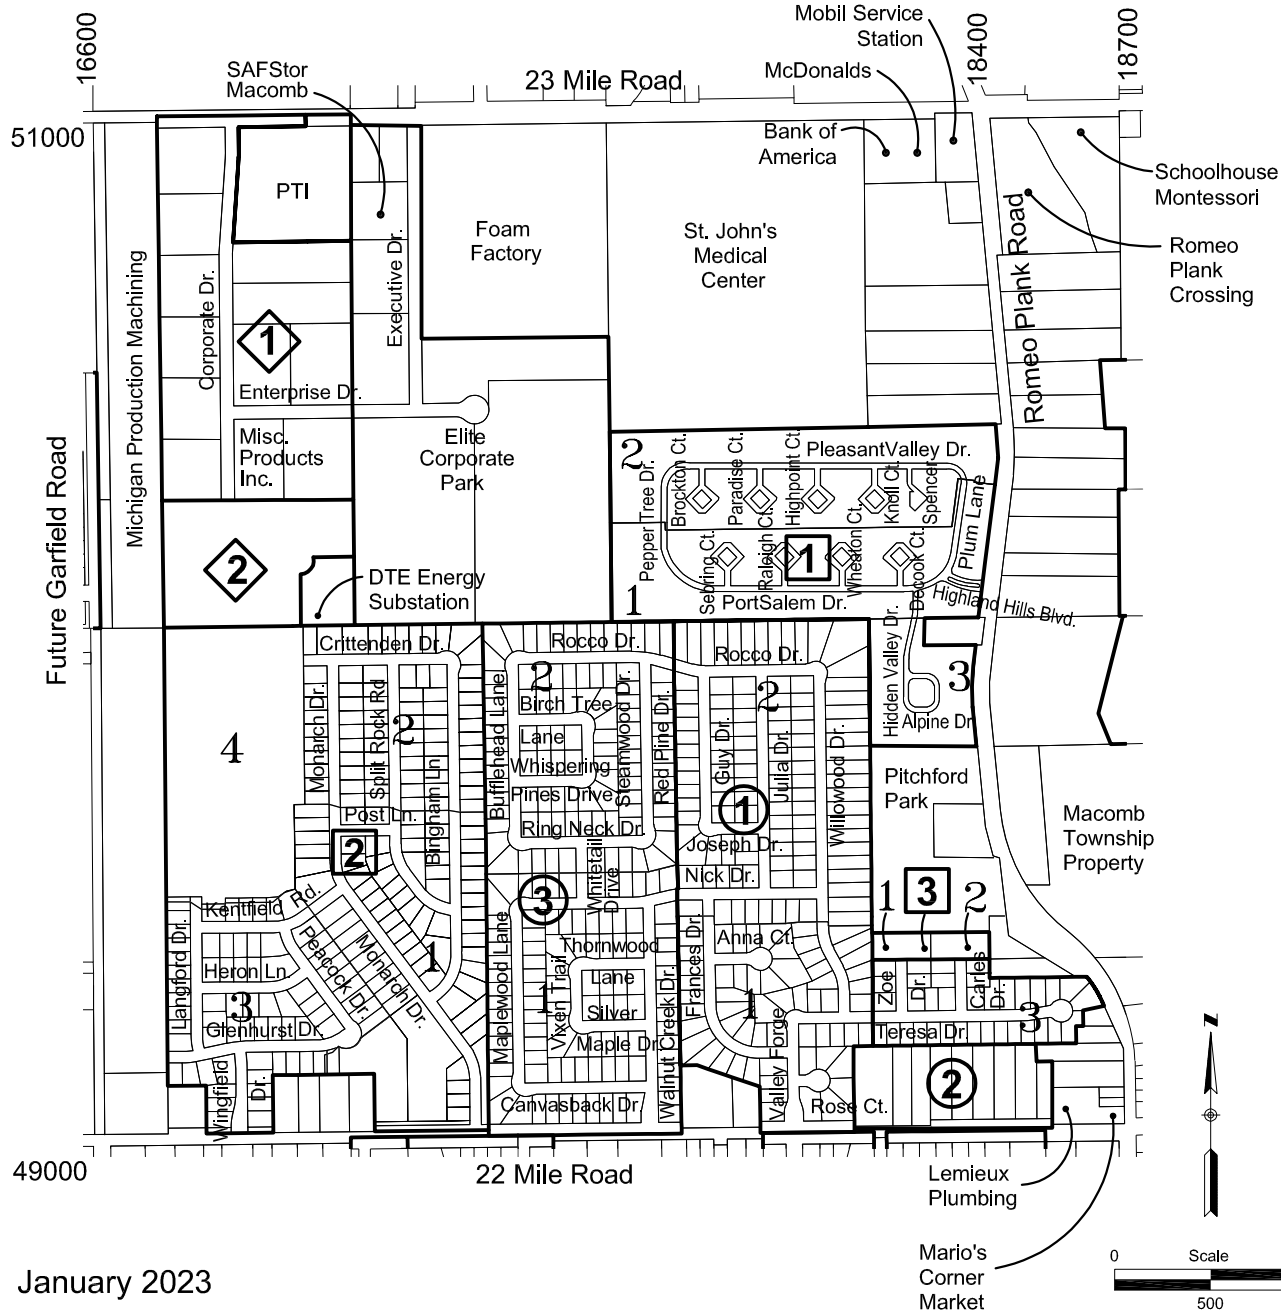 16600
Mobil Service
Station
18400
18700
SAFStor
Macomb
23 Mile Road
McDonalds
51000
Bank of
America
Schoolhouse
Montessori
PTI
Foam
Factory
St. John's
Medical
Center
Romeo
Plank
Crossing
Romeo Plank Road
Michigan Production Machining
Corporate Dr.
Executive Dr.
1
Enterprise Dr.
Misc.
Products
Inc.
Elite
Corporate
Park
Future Garfield Road
2
PleasantValley Dr.
Pepper Tree Dr.
Brockton Ct.
Paradise Ct.
Highpoint Ct.
Knoll Ct.
Spencer
Plum Lane
Sebring Ct.
Raleigh Ct.
1
Wheaton Ct.
Decook Ct.
2
DTE Energy
Substation
1
PortSalem Dr.
Highland Hills Blvd.
Crittenden Dr.
Rocco Dr.
Rocco Dr.
Hidden Valley Dr.
3
Alpine Dr.
4
Monarch Dr.
Split Rock Rd
2
Bingham Ln
Bufflehead Lane
2
Birch Tree
Lane
Whispering
Pines Drive
Steamwood Dr.
Red Pine Dr.
Guy Dr.
2
Julia Dr.
Willowood Dr.
Pitchford
Park
Post Ln.
Ring Neck Dr.
1
Joseph Dr.
Macomb
Township
Property
2
Nick Dr.
3
Whitetail
Drive
1
3
2
Kentfield Rd.
Langford Dr.
Peacock Dr.
Monarch Dr.
1
Heron Ln
3
Glenhurst Dr.
Maplewood Lane
Vixen Trail
1
Thornwood
Lane
Silver
Maple Dr.
Walnut Creek Dr.
Frances Dr.
Anna Ct.
1
Zoe
Dr.
Carles
Dr.
3
Teresa Dr.
Wingfield
Dr.
Canvasback Dr.
Valley Forge
Rose Ct.
2
49000
22 Mile Road
Lemieux
Plumbing
Mario's
Corner
Market
N
January 2023
0
Scale
500